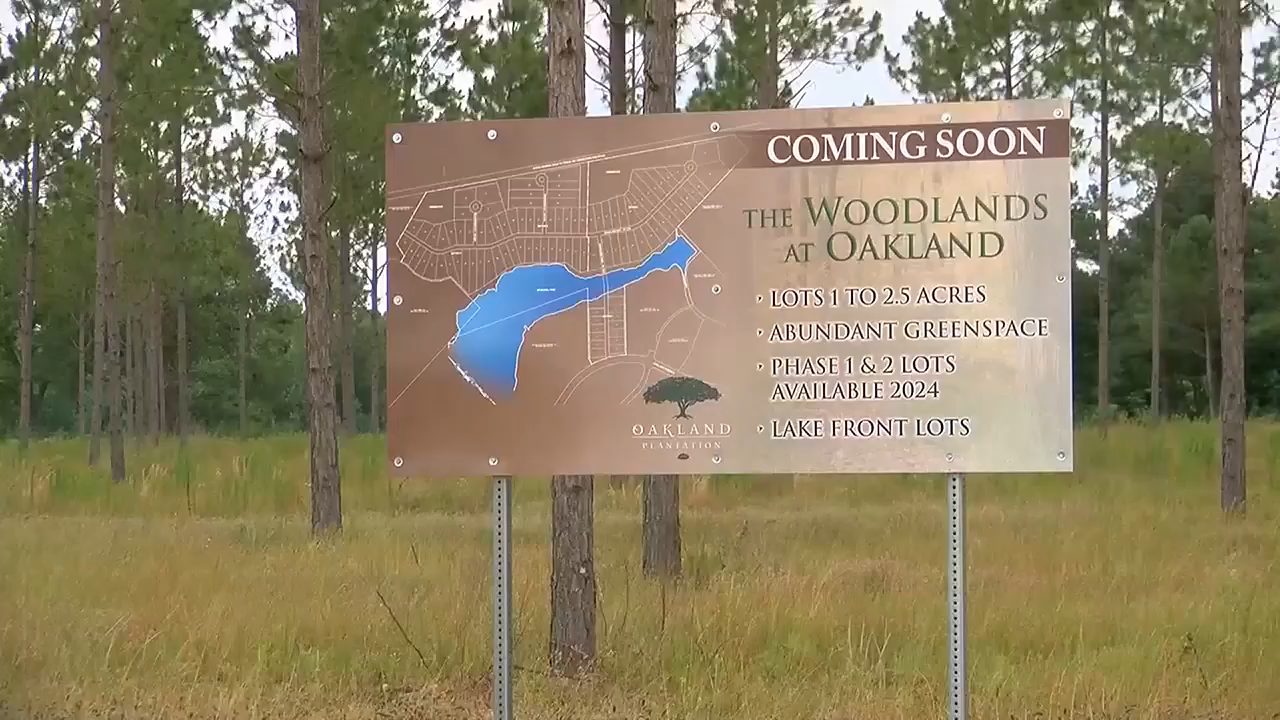 COMING SOON
THE WOODLANDS
AT OAKLAND
· LOTS 1 TO 2.5 ACRES
· ABUNDANT GREENSPACE
· PHASE 1 & 2 LOTS
AVAILABLE 2024
· LAKE FRONT LOTS
OAKLAND
PLANTATION